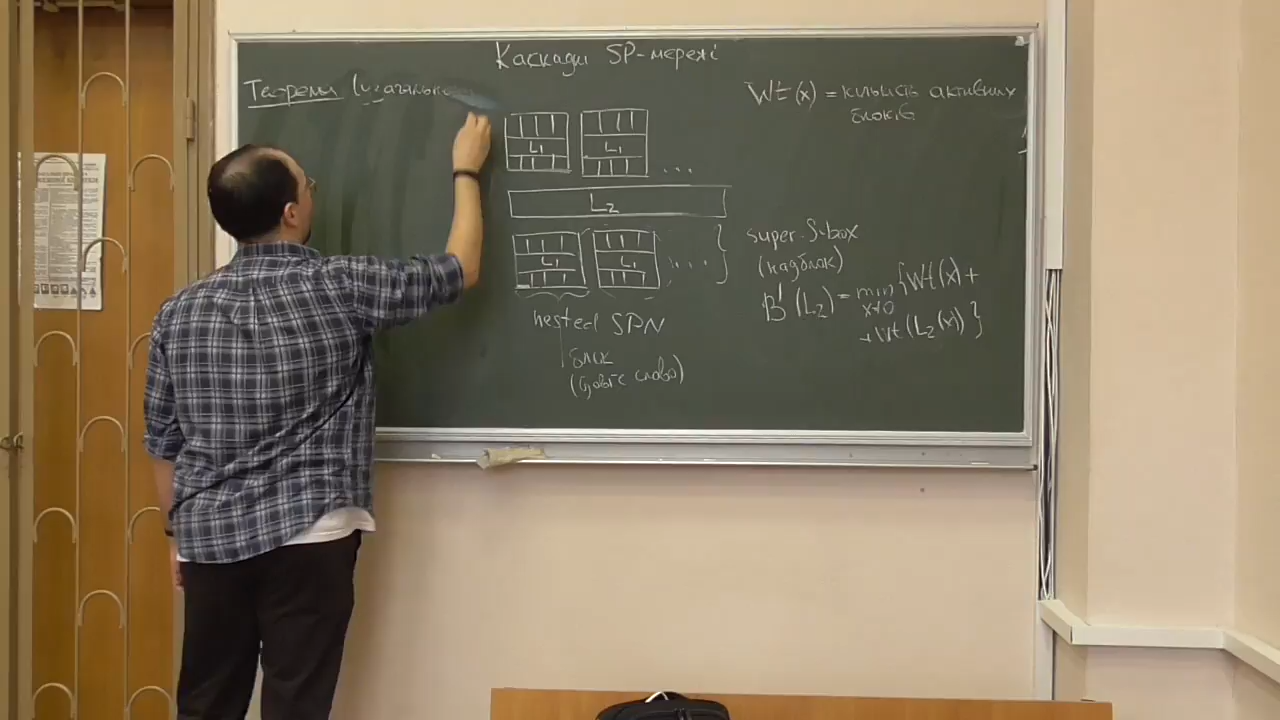 Каскади SP-мережі
Теорема (узагальнен
Wt(x) = кількість активних
блоків
L₁ L₁ ...
L₂
L₁ L₁ ...
nested SPN
блок
(довге слово)
super-S-box
(надблок)
B'(L₂) = min {Wt(x) +
x≠0
+ Wt(L₂(x))}